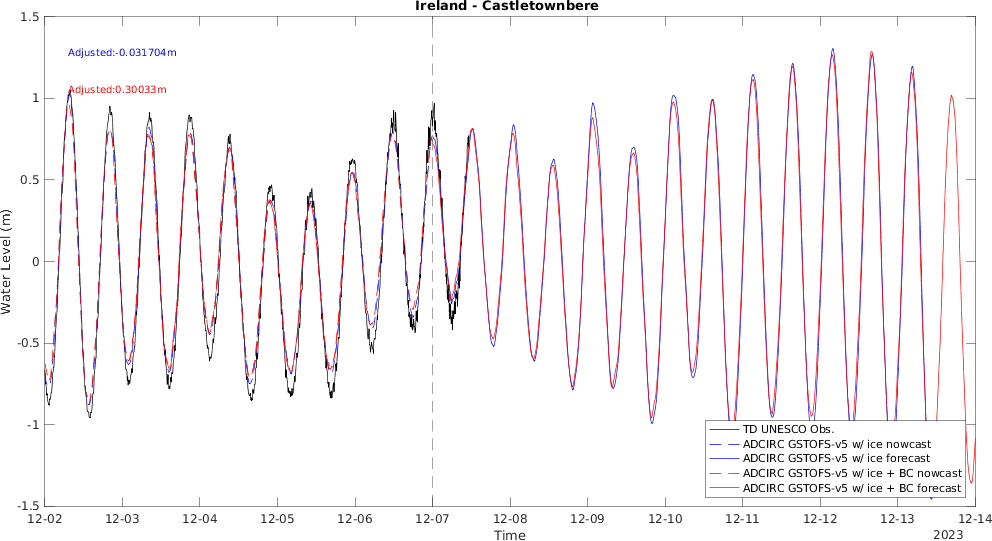 Ireland - Castletownbere
Adjusted:-0.031704m
Adjusted:0.30033m
1.5
1
0.5
0
-0.5
-1
-1.5
Water Level (m)
TD UNESCO Obs.
ADCIRC GSTOFS-v5 w/ ice nowcast
ADCIRC GSTOFS-v5 w/ ice forecast
ADCIRC GSTOFS-v5 w/ ice + BC nowcast
ADCIRC GSTOFS-v5 w/ ice + BC forecast
12-02 12-03 12-04 12-05 12-06 12-07 12-08 12-09 12-10 12-11 12-12 12-13 12-14
Time
2023